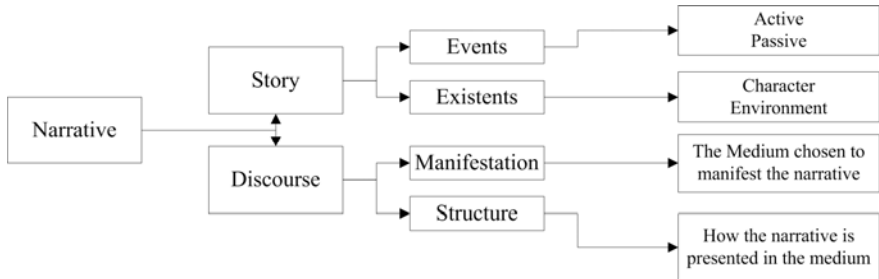 Narrative
Story
Discourse
Events
Existents
Manifestation
Structure
Active
Passive
Character
Environment
The Medium chosen to
manifest the narrative
How the narrative is
presented in the medium